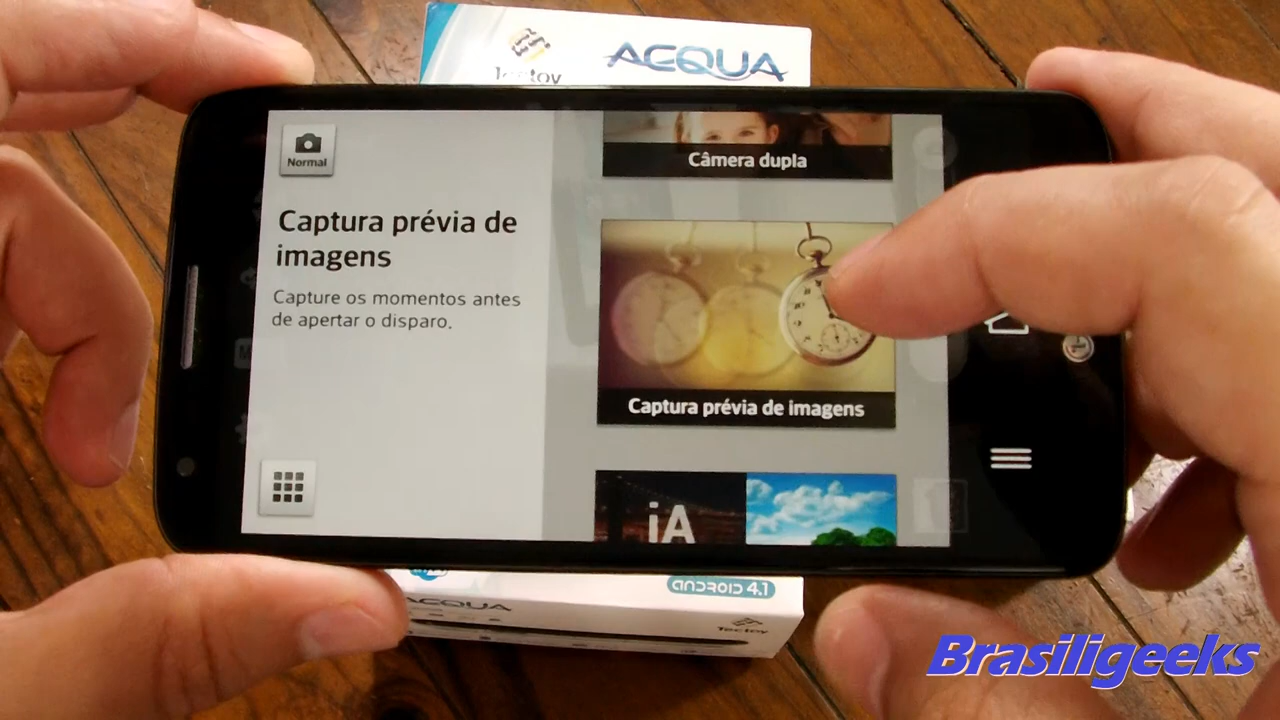 Tectoy
ACQUA
Normal
Câmera dupla
Captura prévia de
imagens
Capture os momentos antes
de apertar o disparo.
Captura prévia de imagens
iA
ANDROID 4.1
ACQUA
Tectoy
Brasiligeeks